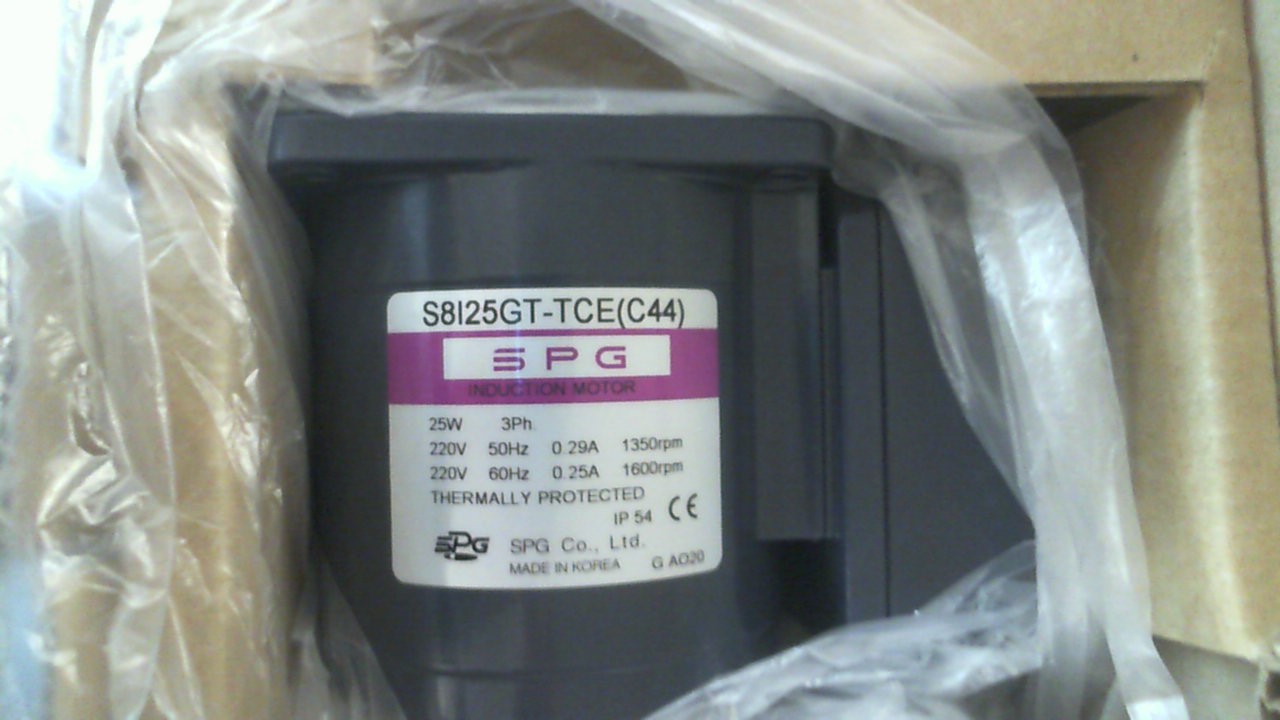 S8I25GT-TCE(C44)
SPG
INDUCTION MOTOR
25W 3Ph
220V 50Hz 0.29A 1350rpm
220V 60Hz 0.25A 1600rpm
THERMALLY PROTECTED
IP 54 CE
SPG SPG Co., Ltd.
MADE IN KOREA G AO20